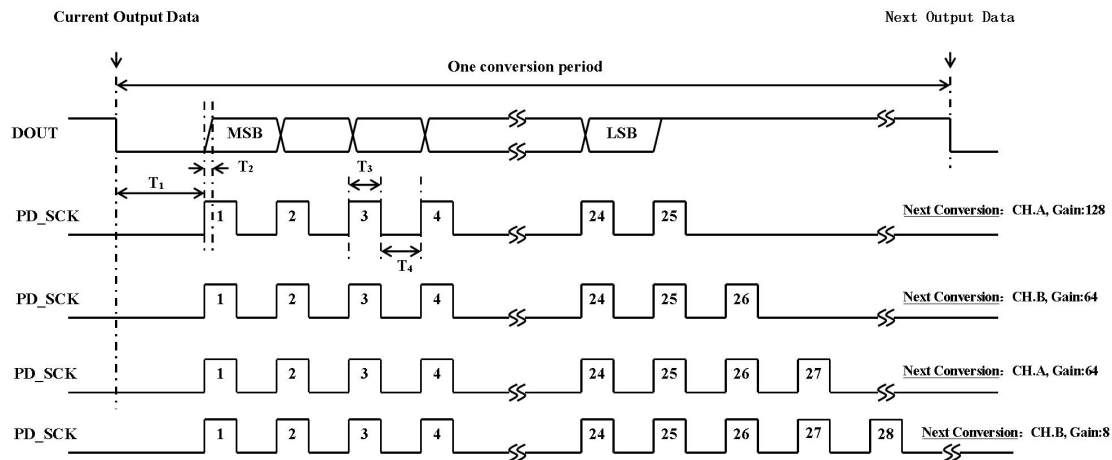 Current Output Data
Next Output Data
One conversion period
DOUT
MSB
LSB
T₂
T₃
T₁
PD_SCK
1 2 3 4 24 25
Next Conversion：CH.A, Gain:128
T₄
PD_SCK
1 2 3 4 24 25 26
Next Conversion：CH.B, Gain:64
PD_SCK
1 2 3 4 24 25 26 27
Next Conversion：CH.A, Gain:64
PD_SCK
1 2 3 4 24 25 26 27 28
Next Conversion：CH.B, Gain:8